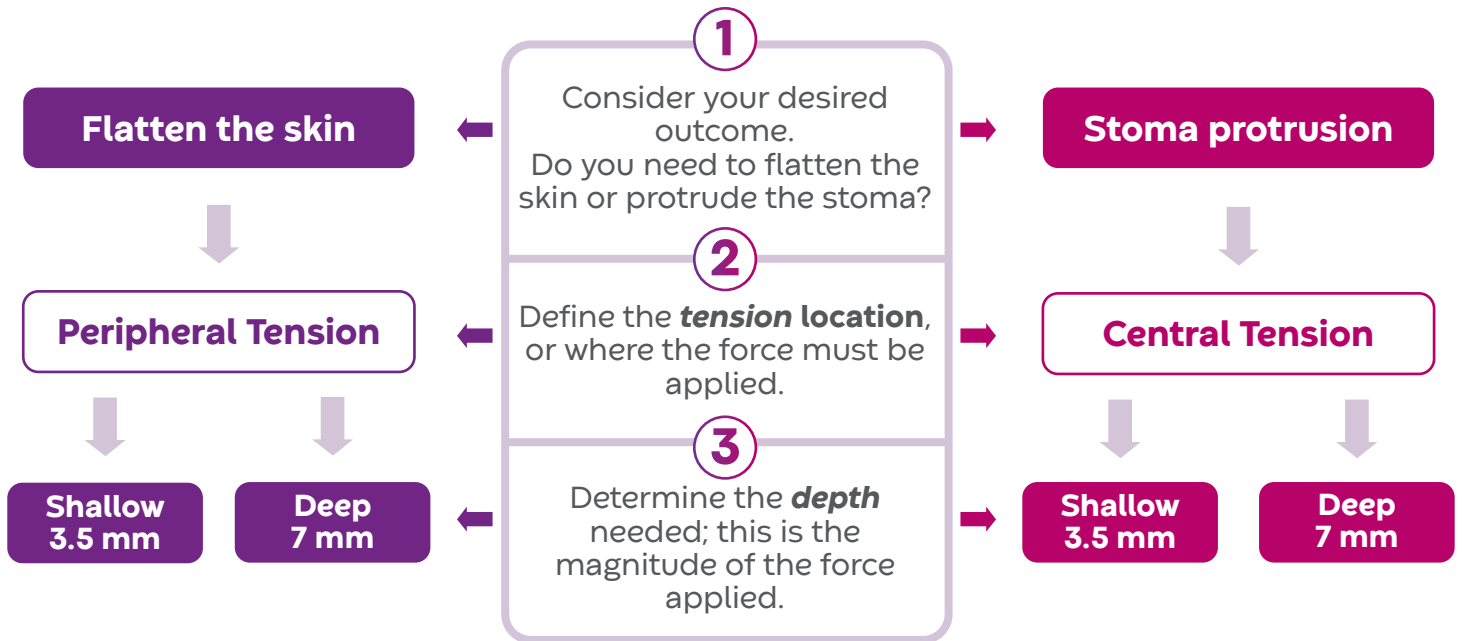 1
Consider your desired
outcome.
Do you need to flatten the
skin or protrude the stoma?
Flatten the skin
Stoma protrusion
2
Define the tension location,
or where the force must be
applied.
Peripheral Tension
Central Tension
3
Determine the depth
needed; this is the
magnitude of the force
applied.
Shallow
3.5 mm
Deep
7 mm
Shallow
3.5 mm
Deep
7 mm